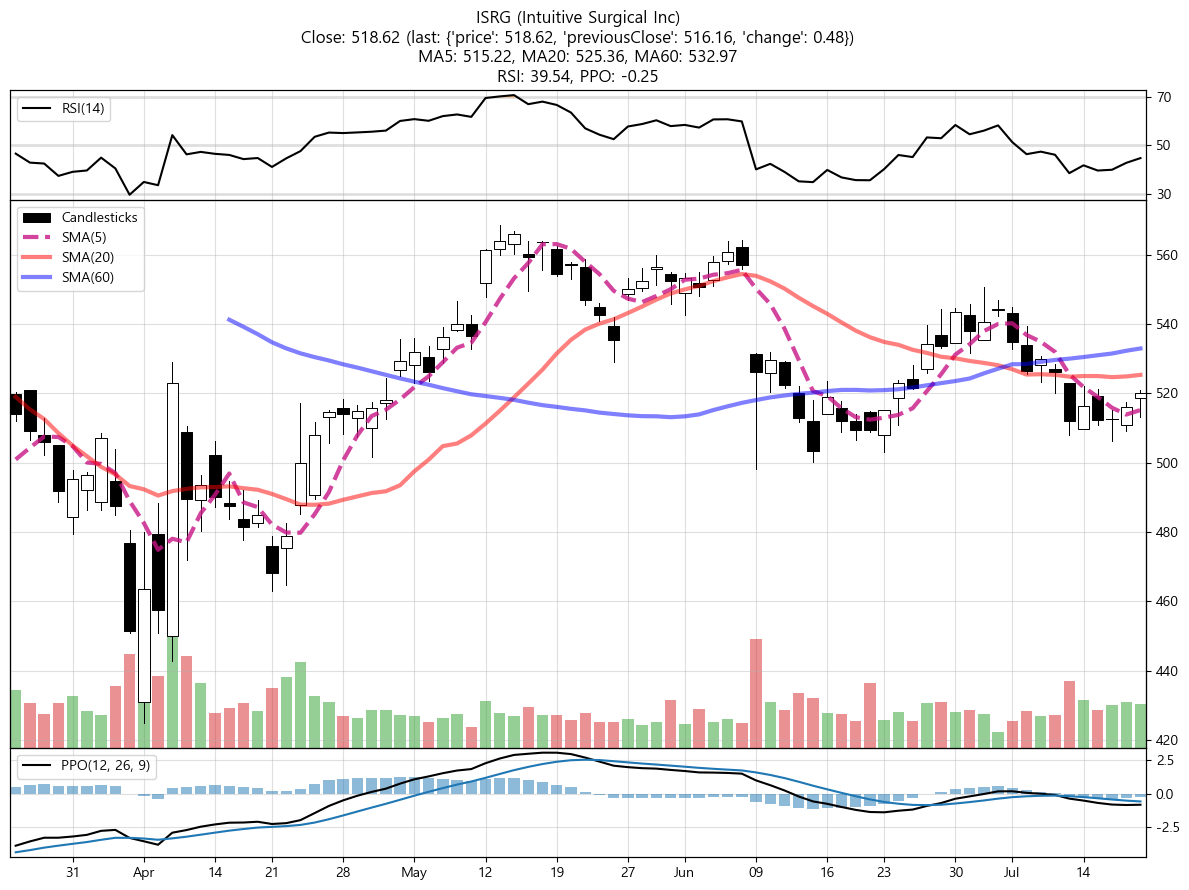 ISRG (Intuitive Surgical Inc)
Close: 518.62 (last: {'price': 518.62, 'previousClose': 516.16, 'change': 0.48})
MA5: 515.22, MA20: 525.36, MA60: 532.97
RSI: 39.54, PPO: -0.25
RSI(14)
70
50
30
Candlesticks
SMA(5)
SMA(20)
SMA(60)
560
540
520
500
480
460
440
420
PPO(12, 26, 9)
2.5
0.0
−2.5
31 Apr 14 21 28 May 12 19 27 Jun 09 16 23 30 Jul 14